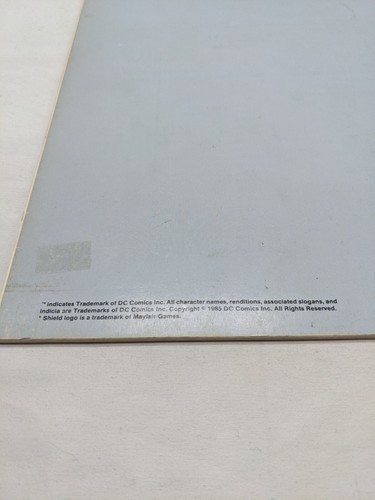 ™ indicates Trademark of DC Comics Inc. All character names, renditions, associated slogans, and
indicia are Trademarks of DC Comics Inc. Copyright © 1985 DC Comics Inc. All Rights Reserved.
* Shield logo is a trademark of Mayfair Games.